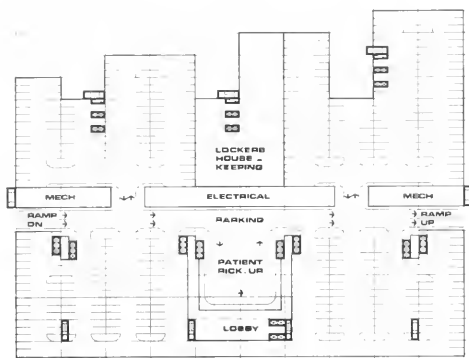 LOCKERS
HOUSE -
KEEPING
MECH
ELECTRICAL
MECH
RAMP
DN
PARKING
RAMP
UP
PATIENT
PICK-UP
LOBBY